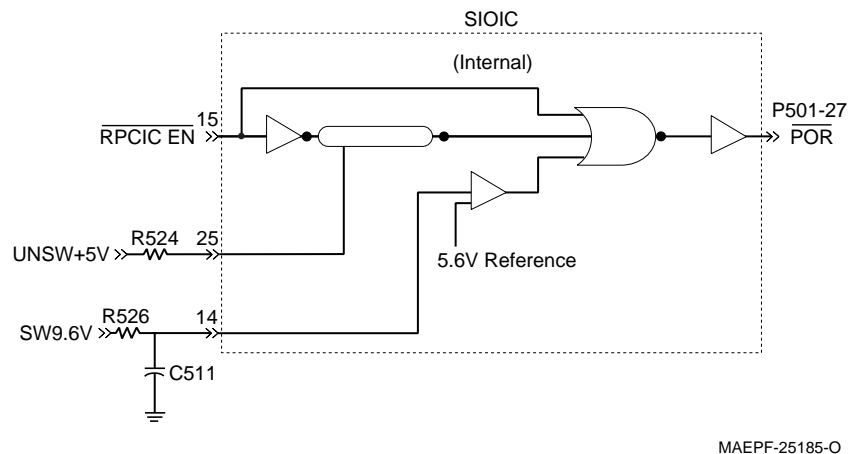 SIOIC
(Internal)
15
RPCIC EN
P501-27
POR
R524
25
UNSW+5V
5.6V Reference
R526
14
SW9.6V
C511
MAEPF-25185-O